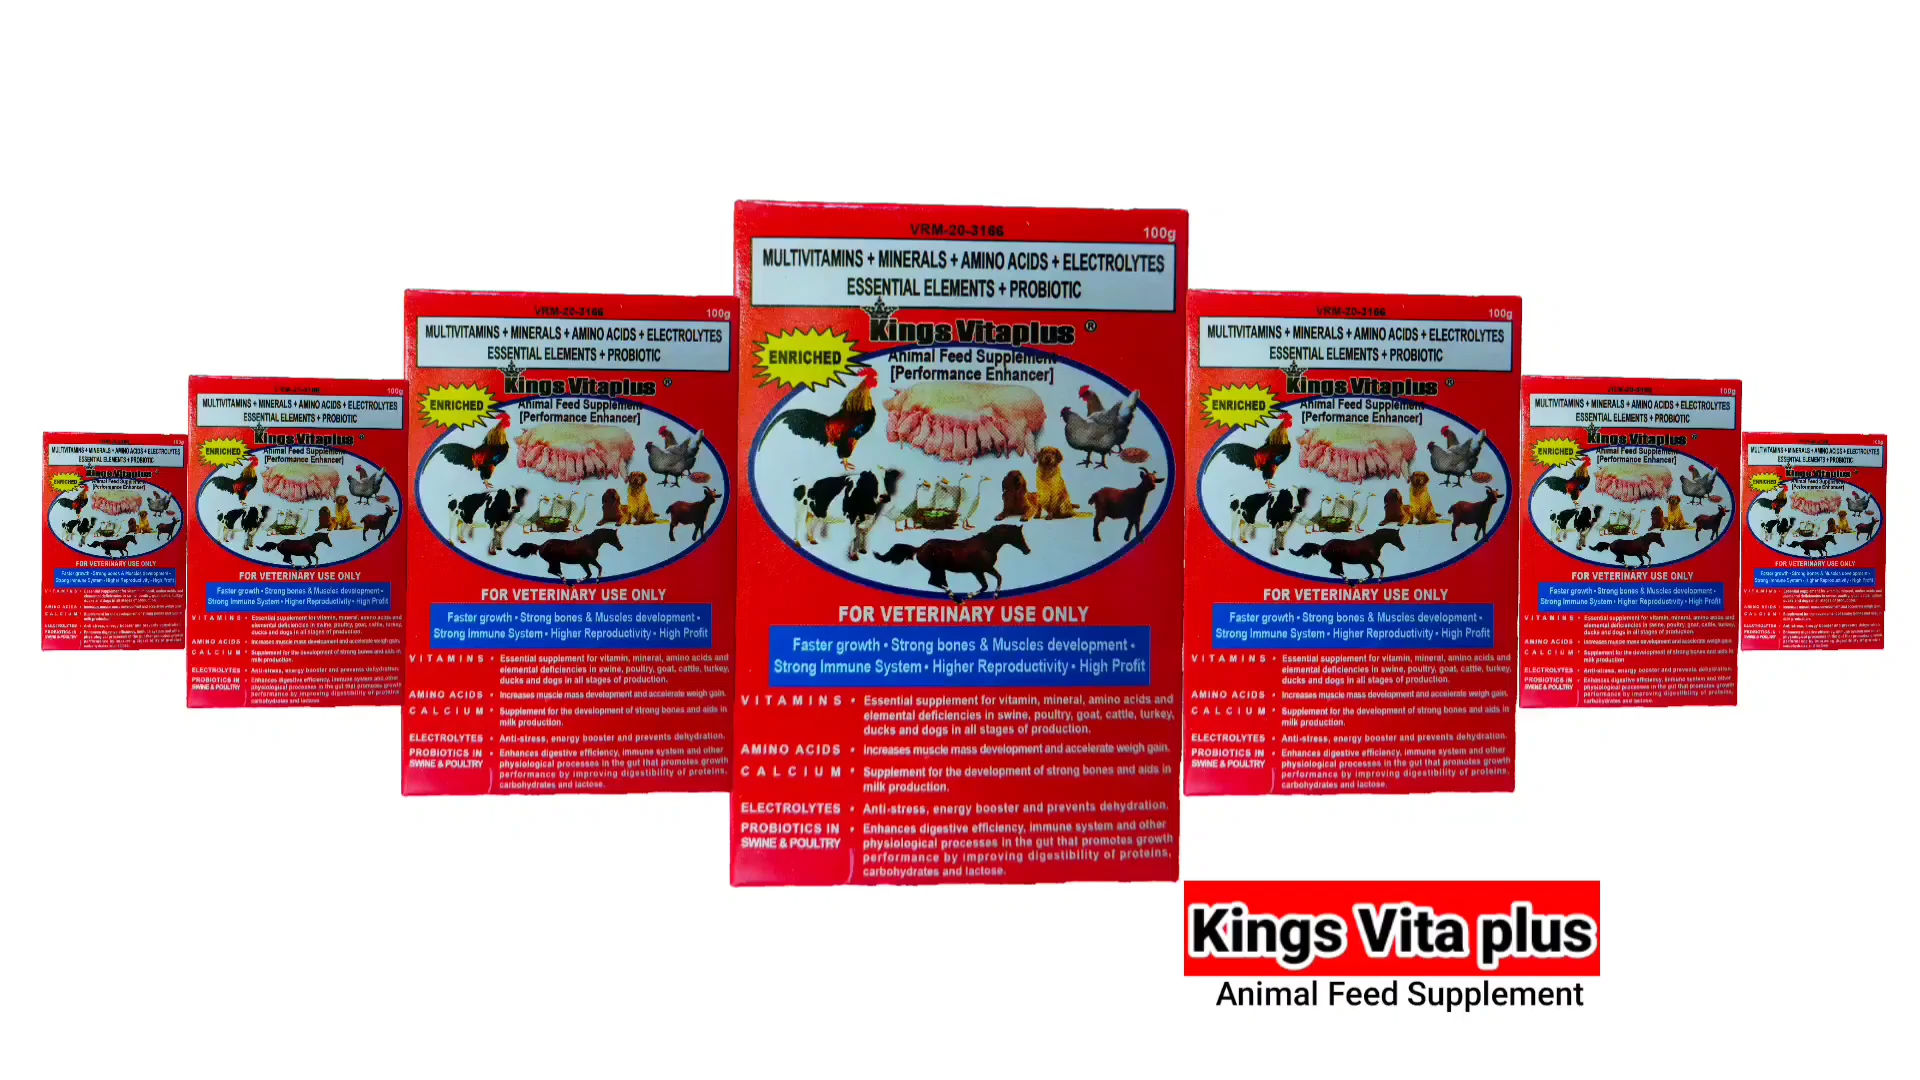 VRM-20-3166
100g
MULTIVITAMINS + MINERALS + AMINO ACIDS + ELECTROLYTES
ESSENTIAL ELEMENTS + PROBIOTIC
Kings Vitaplus ®
ENRICHED
Animal Feed Supplement
[Performance Enhancer]
FOR VETERINARY USE ONLY
Faster growth • Strong bones & Muscles development •
Strong Immune System • Higher Reproductivity • High Profit
VITAMINS • Essential supplement for vitamin, mineral, amino acids and
elemental deficiencies in swine, poultry, goat, cattle, turkey,
ducks and dogs in all stages of production.
AMINO ACIDS • Increases muscle mass development and accelerate weigh gain.
CALCIUM • Supplement for the development of strong bones and aids in
milk production.
ELECTROLYTES • Anti-stress, energy booster and prevents dehydration.
PROBIOTICS IN • Enhances digestive efficiency, immune system and other
SWINE & POULTRY physiological processes in the gut that promotes growth
performance by improving digestibility of proteins,
carbohydrates and lactose.
Kings Vita plus
Animal Feed Supplement